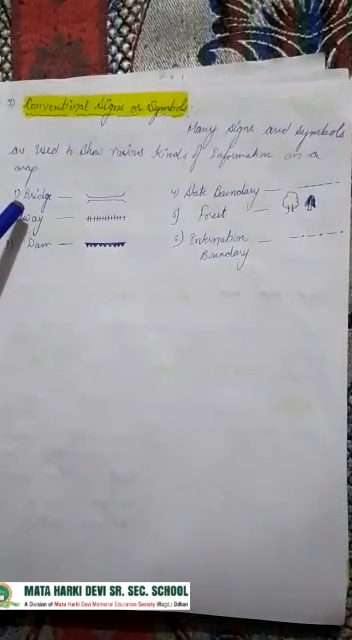 3) Conventional signs or Symbols:
Many signs and symbols
are used to show various kinds of Information on a
map
1) Bridge —
way —
Dam —
4) State Boundary —
5) Forest —
6) Internation —
Boundary
MATA HARKI DEVI SR. SEC. SCHOOL
A Division of Mata Harki Devi Memorial Education Society (Regd.) Odhan